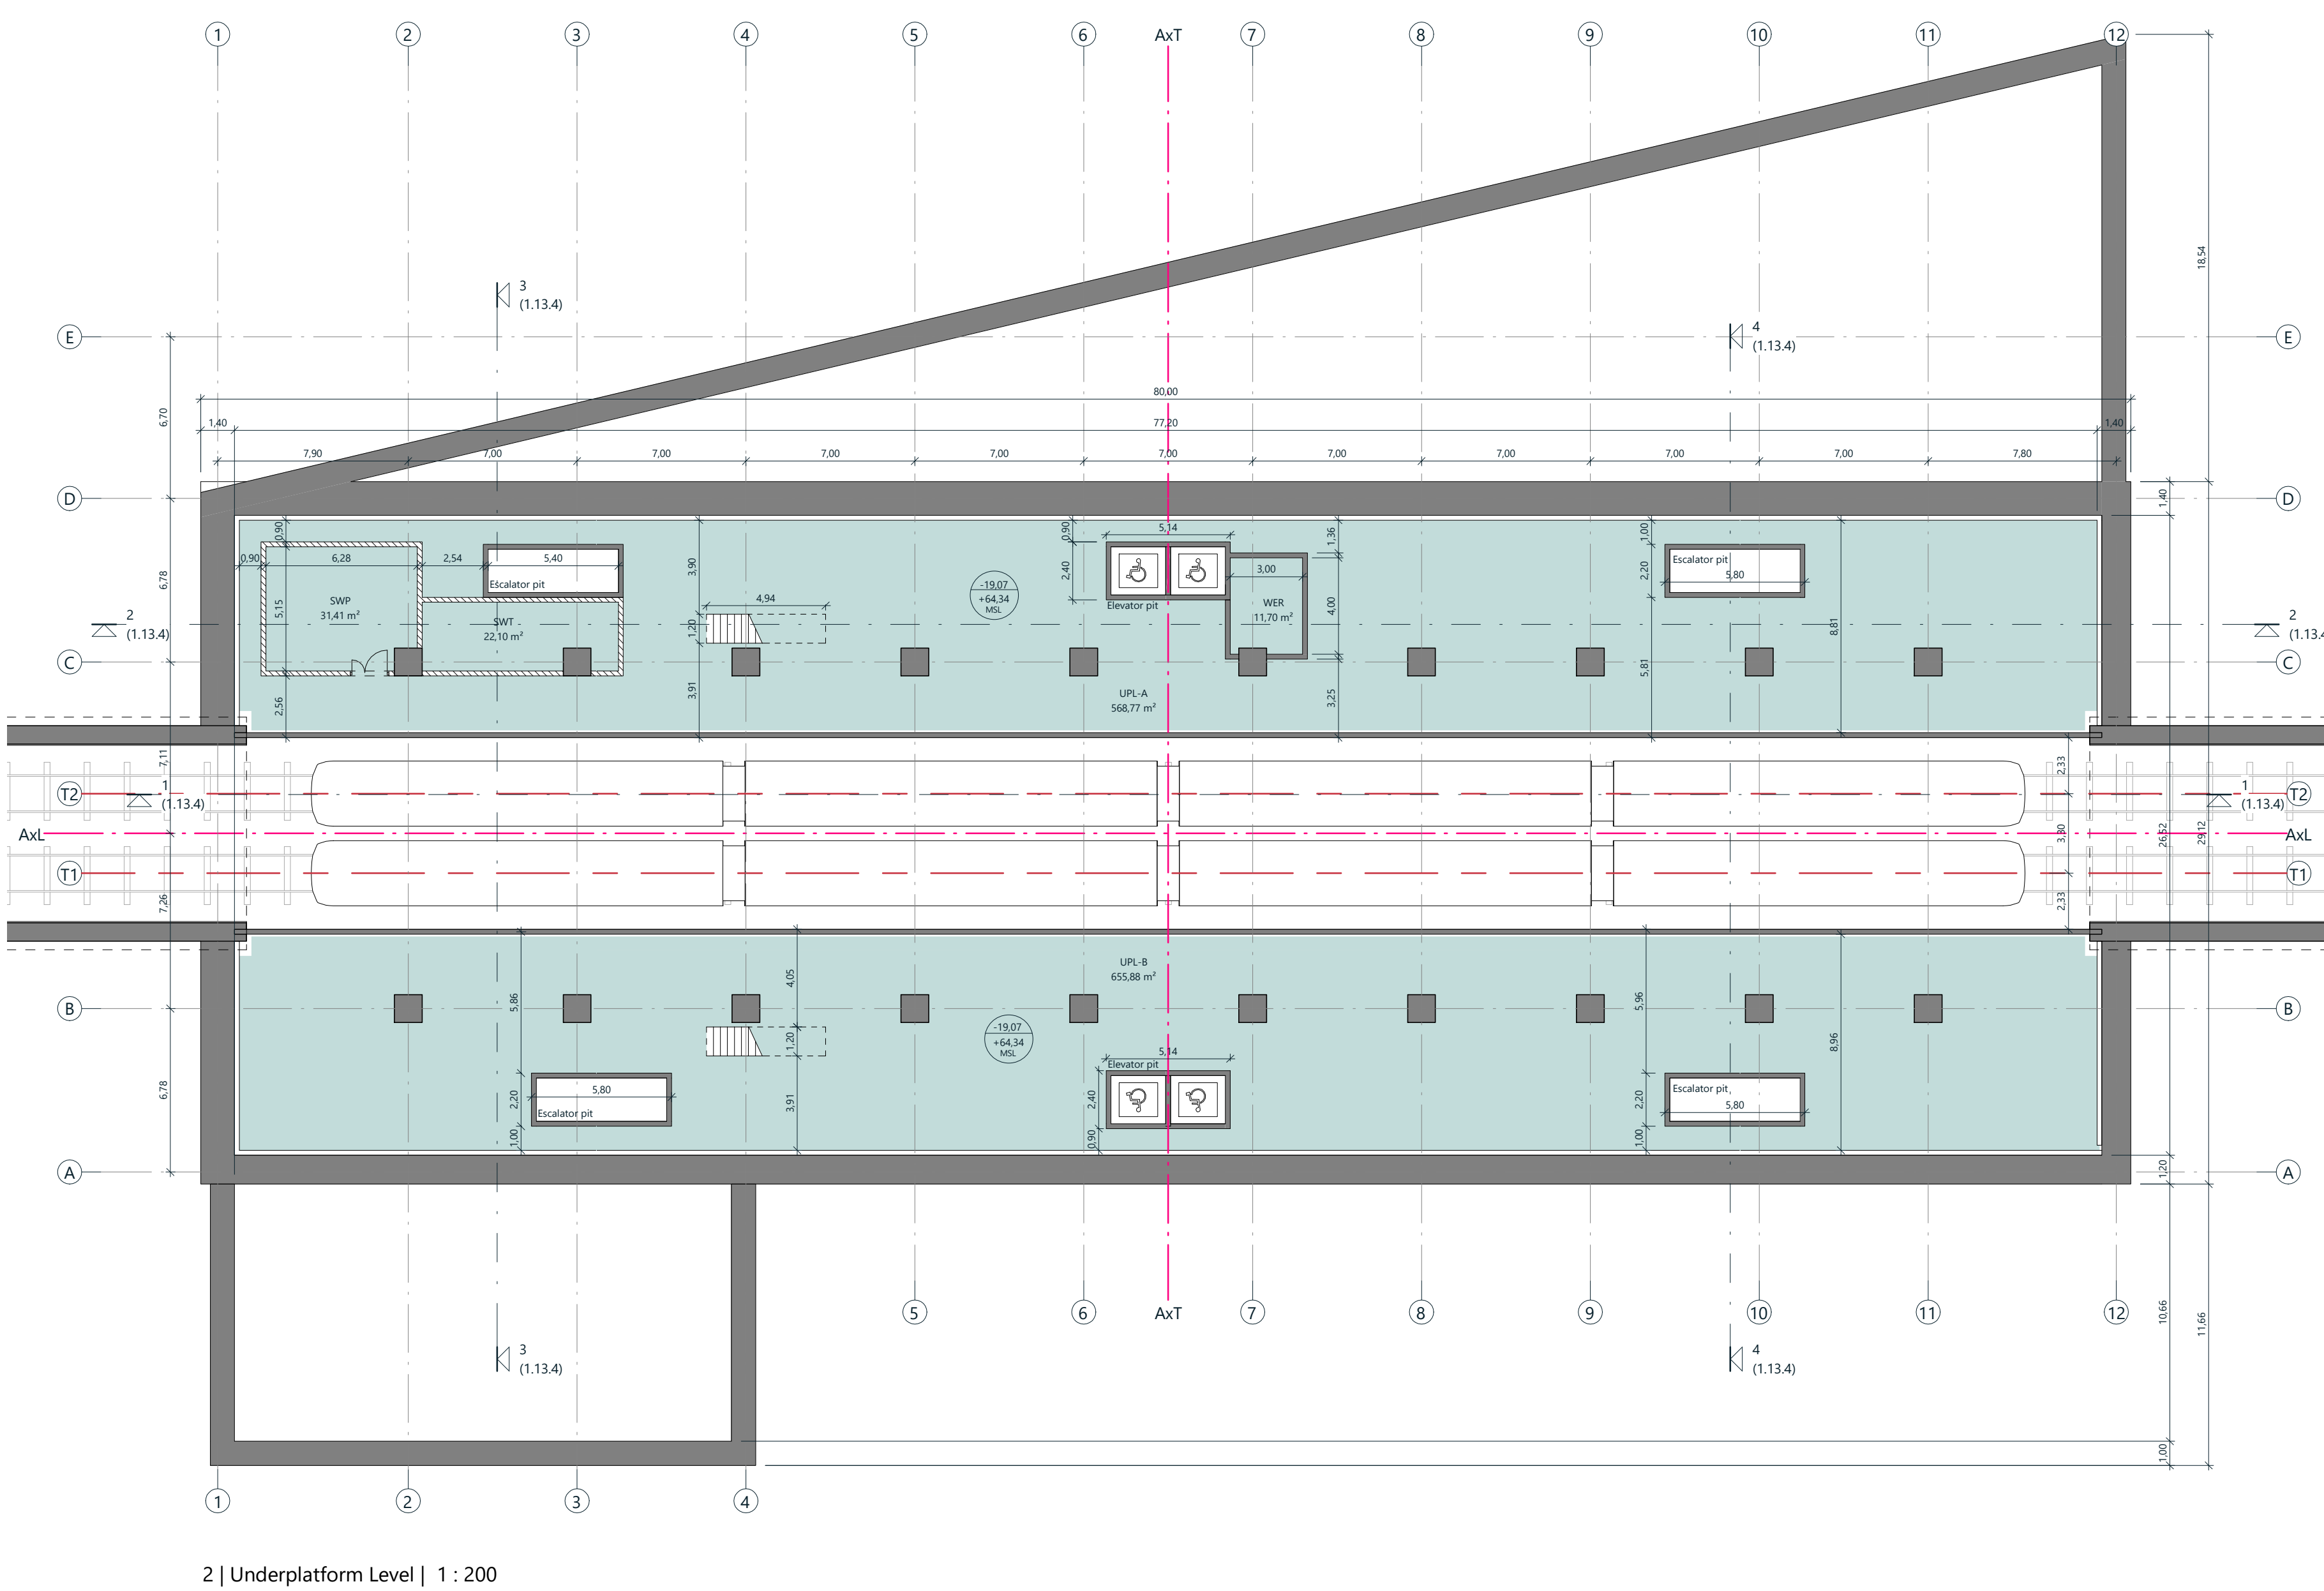 1 2 3 4 5 6 AxT 7 8 9 10 11 12
3
(1.13.4)
4
(1.13.4)
E E
18,54
80,00
6,70
1,40 77,20 1,40
7,90 7,00 7,00 7,00 7,00 7,00 7,00 7,00 7,00 7,00 7,80
D D
1,40
0,90 0,90 5,14 1,36 1,00
0,90 6,28 2,54 5,40 3,90 2,40 3,00 2,20
Escalator pit
Escalator pit
5,80
6,78
-19,07
+64,34
MSL
SWP
31,41 m²
5,15
SWT
22,10 m²
4,94
1,20
Elevator pit
WER
11,70 m²
4,00
8,81
2
(1.13.4)
2
(1.13.4
C C
2,56 3,91 3,25 5,81
UPL-A
568,77 m²
7,11
2,33
T2 T2
1
(1.13.4)
1
(1.13.4)
AxL AxL
3,30 26,52 29,12
T1 T1
7,26
2,33
UPL-B
655,88 m²
5,86 4,05 5,96
B B
-19,07
+64,34
MSL
1,20 8,96
5,14
Elevator pit
6,78
5,80
Escalator pit
Escalator pit
5,80
2,20 3,91 2,40 2,20
1,00 0,90 1,00
A A
1,20
5 6 AxT 7 8 9 10 11 12
10,66 11,66
3
(1.13.4)
4
(1.13.4)
1,00
1 2 3 4
2 | Underplatform Level | 1 : 200